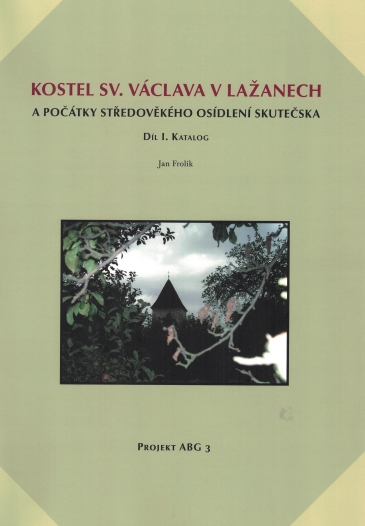 KOSTEL SV. VÁCLAVA V LAŽANECH
A POČÁTKY STŘEDOVĚKÉHO OSÍDLENÍ SKUTEČSKA
DÍL I. KATALOG
Jan Frolík
PROJEKT ABG 3